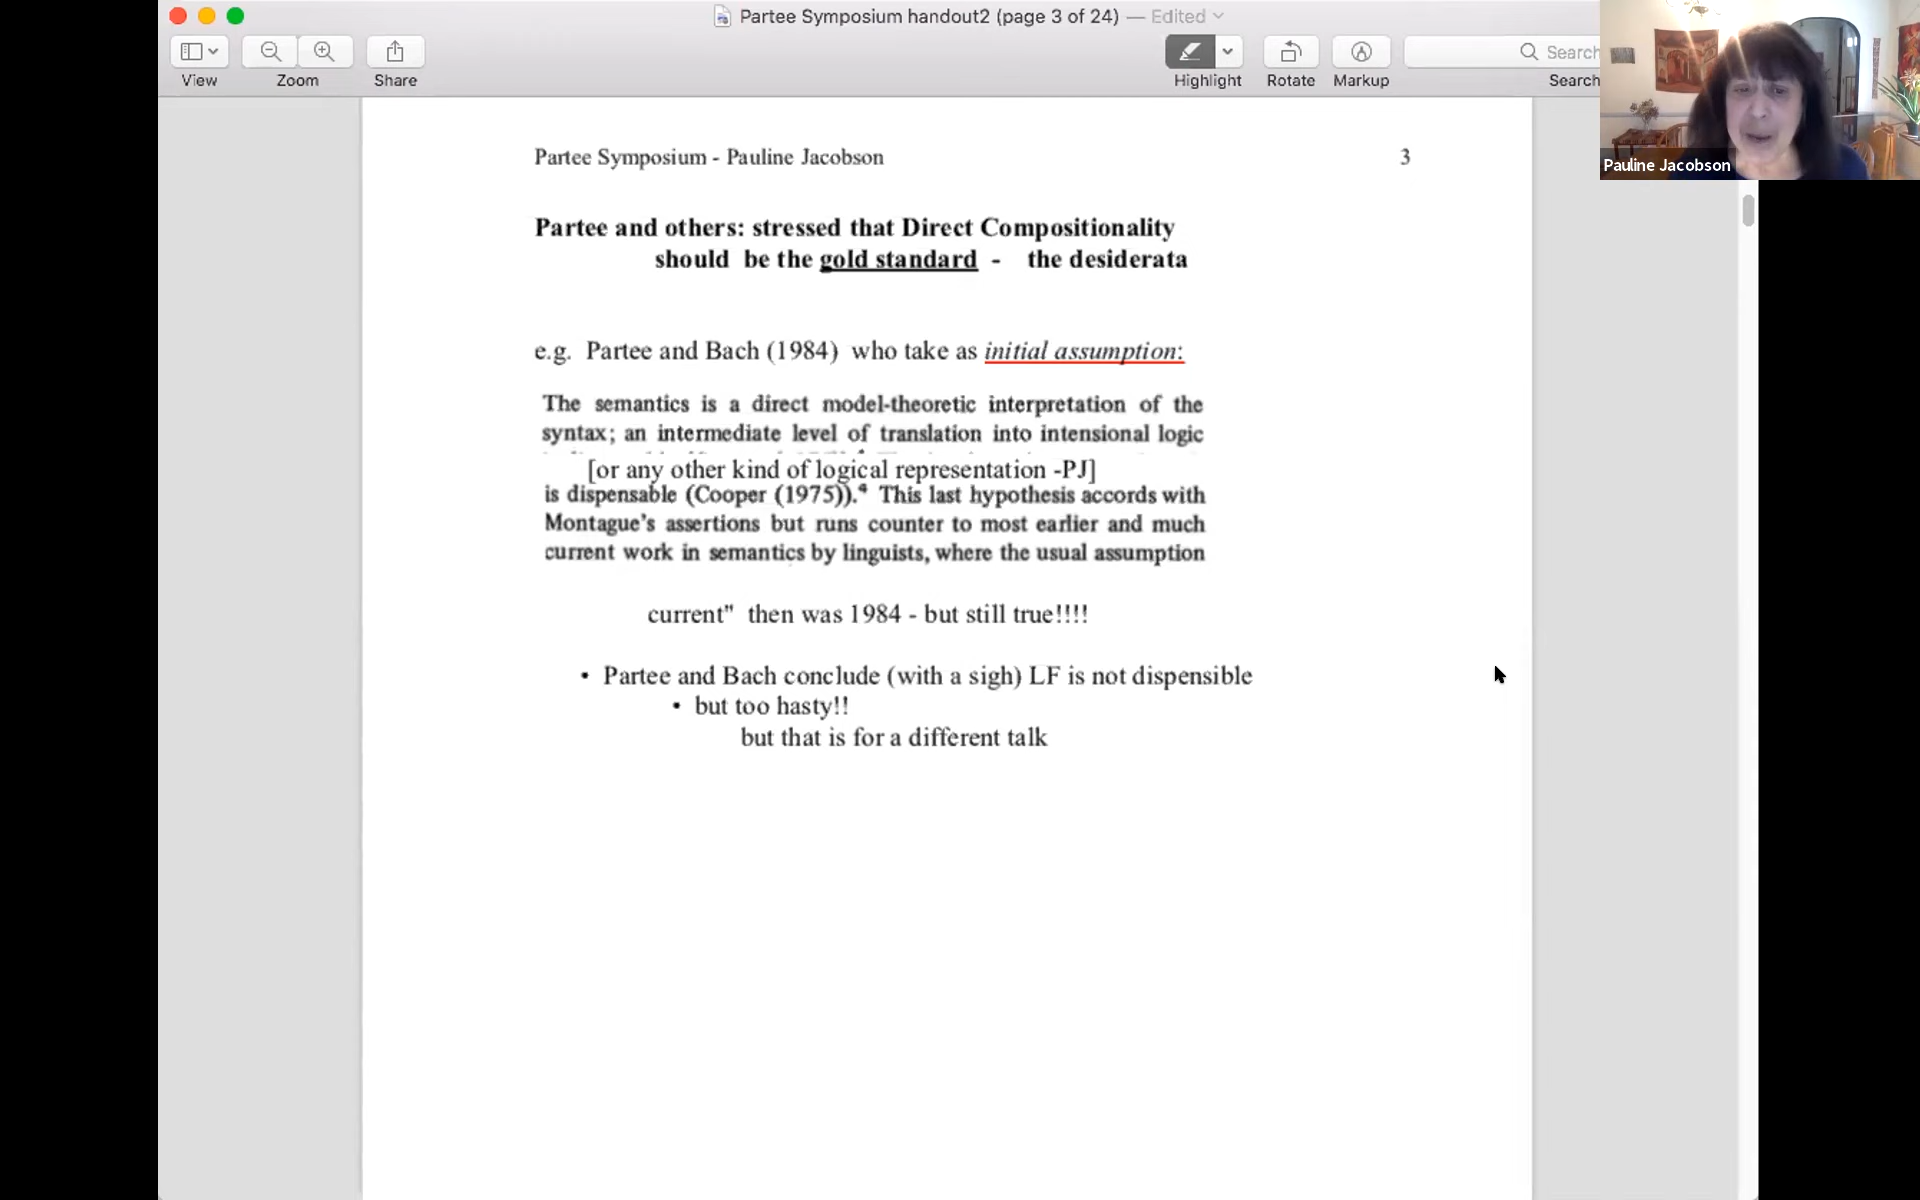 Partee Symposium handout2 (page 3 of 24) — Edited
View
Zoom
Share
Highlight
Rotate
Markup
Search
Search
Pauline Jacobson
Partee Symposium - Pauline Jacobson 3
Partee and others: stressed that Direct Compositionality
should be the gold standard - the desiderata
e.g. Partee and Bach (1984) who take as initial assumption:
The semantics is a direct model-theoretic interpretation of the
syntax; an intermediate level of translation into intensional logic
[or any other kind of logical representation -PJ]
is dispensable (Cooper (1975)).⁴ This last hypothesis accords with
Montague's assertions but runs counter to most earlier and much
current work in semantics by linguists, where the usual assumption
current" then was 1984 - but still true!!!!
• Partee and Bach conclude (with a sigh) LF is not dispensible
• but too hasty!!
but that is for a different talk